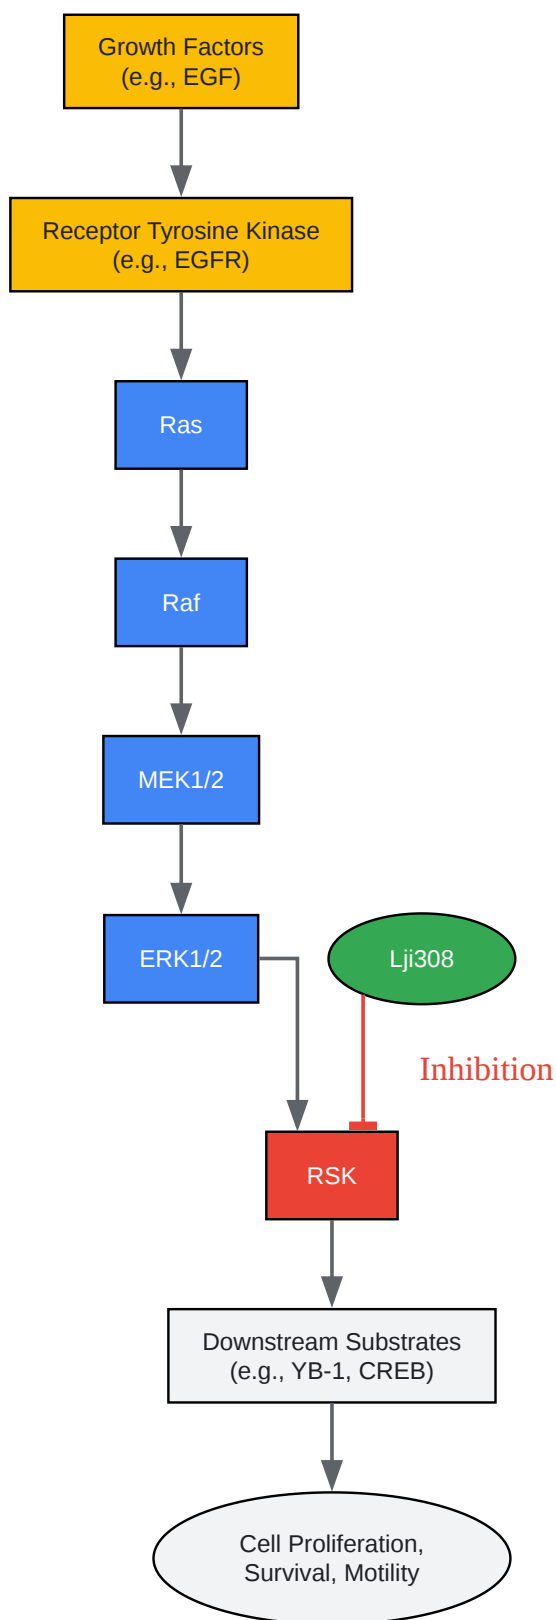 Growth Factors
(e.g., EGF)
Receptor Tyrosine Kinase
(e.g., EGFR)
Ras
Raf
MEK1/2
ERK1/2
Lji308
Inhibition
RSK
Downstream Substrates
(e.g., YB-1, CREB)
Cell Proliferation,
Survival, Motility